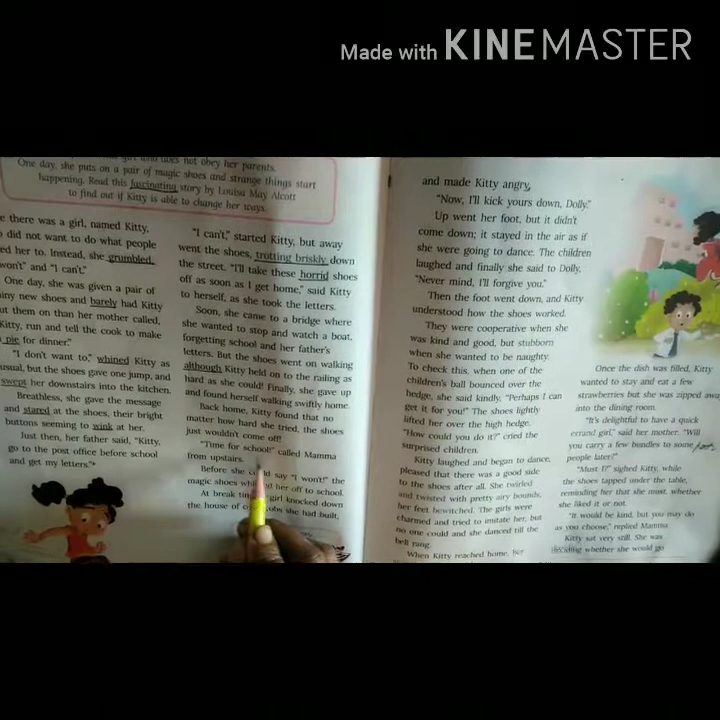 Made with KINEMASTER
girl who does not obey her parents.
One day, she puts on a pair of magic shoes and strange things start
happening. Read this fascinating story by Louisa May Alcott
to find out if Kitty is able to change her ways.
e there was a girl, named Kitty,
did not want to do what people
ed her to. Instead, she grumbled,
won't" and "I can't."
One day, she was given a pair of
iny new shoes and barely had Kitty
ut them on than her mother called,
Kitty, run and tell the cook to make
pie for dinner."
"I don't want to," whined Kitty as
usual, but the shoes gave one jump, and
swept her downstairs into the kitchen.
Breathless, she gave the message
and stared at the shoes, their bright
buttons seeming to wink at her.
Just then, her father said, "Kitty,
go to the post office before school
and get my letters."
"I can't," started Kitty, but away
went the shoes, trotting briskly down
the street. "I'll take these horrid shoes
off as soon as I get home," said Kitty
to herself, as she took the letters.
Soon, she came to a bridge where
she wanted to stop and watch a boat,
forgetting school and her father's
letters. But the shoes went on walking
although Kitty held on to the railing as
hard as she could! Finally, she gave up
and found herself walking swiftly home.
Back home, Kitty found that no
matter how hard she tried, the shoes
just wouldn't come off!
"Time for school!" called Mamma
from upstairs.
Before she could say "I won't!" the
magic shoes her off to school.
At break girl knocked down
the house of she had built,
and made Kitty angry,
"Now, I'll kick yours down, Dolly."
Up went her foot, but it didn't
come down; it stayed in the air as if
she were going to dance. The children
laughed and finally she said to Dolly,
"Never mind, I'll forgive you."
Then the foot went down, and Kitty
understood how the shoes worked.
They were cooperative when she
was kind and good, but stubborn
when she wanted to be naughty.
To check this, when one of the
children's ball bounced over the
hedge, she said kindly, "Perhaps I can
get it for you!" The shoes lightly
lifted her over the high hedge.
"How could you do it?" cried the
surprised children.
Kitty laughed and began to dance,
pleased that there was a good side
to the shoes after all. She twirled
and twisted with pretty airy bounds,
her feet bewitched. The girls were
charmed and tried to imitate her, but
no one could and she danced till the
bell rang.
When Kitty reached home, her
Once the dish was filled, Kitty
wanted to stay and eat a few
strawberries but she was zipped away
into the dining room.
"It's delightful to have a quick
errand girl," said her mother. "Will
you carry a few bundles to some poor
people later?"
"Must I?" sighed Kitty, while
the shoes tapped under the table,
reminding her that she must, whether
she liked it or not.
"It would be kind, but you may do
as you choose," replied Mamma.
Kitty sat very still. She was
deciding whether she would go